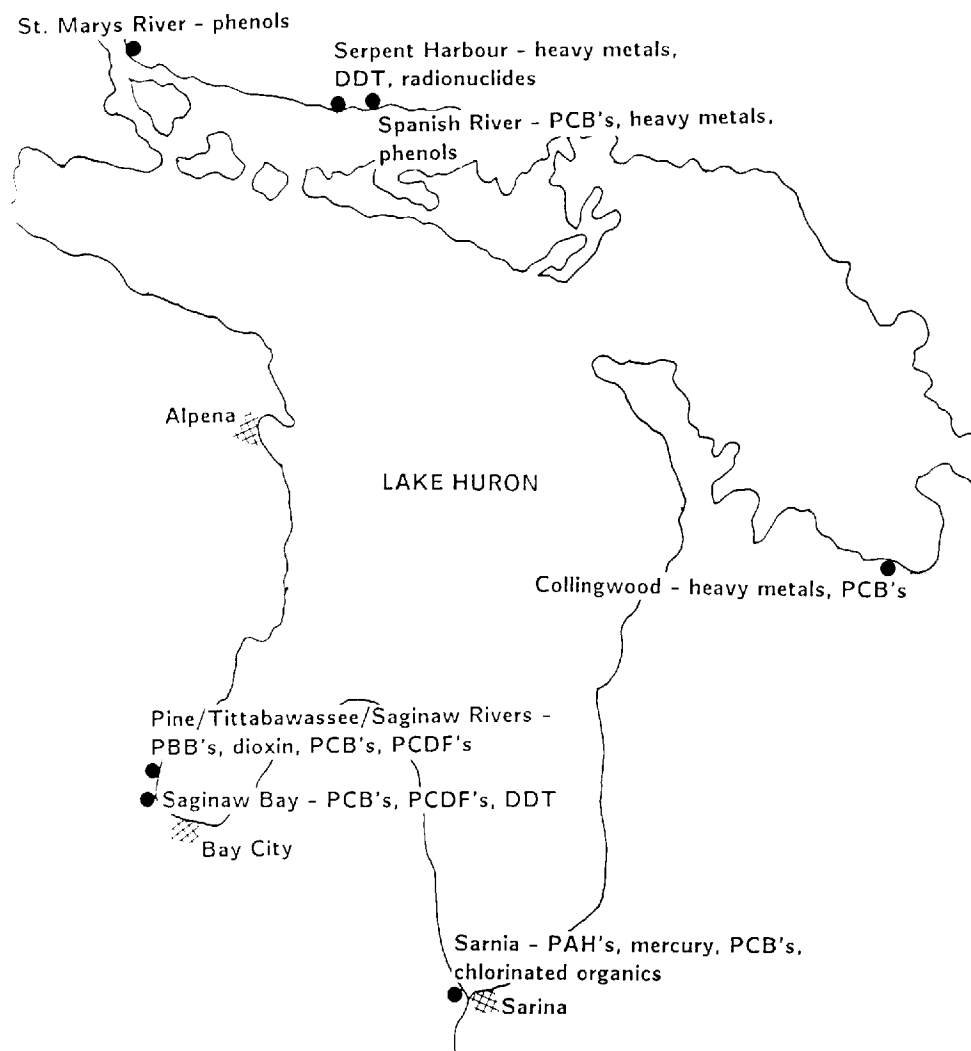 St. Marys River - phenols
Serpent Harbour - heavy metals,
DDT, radionuclides
Spanish River - PCB's, heavy metals,
phenols
Alpena
LAKE HURON
Collingwood - heavy metals, PCB's
Pine/Tittabawassee/Saginaw Rivers -
PBB's, dioxin, PCB's, PCDF's
Saginaw Bay - PCB's, PCDF's, DDT
Bay City
Sarnia - PAH's, mercury, PCB's,
chlorinated organics
Sarina